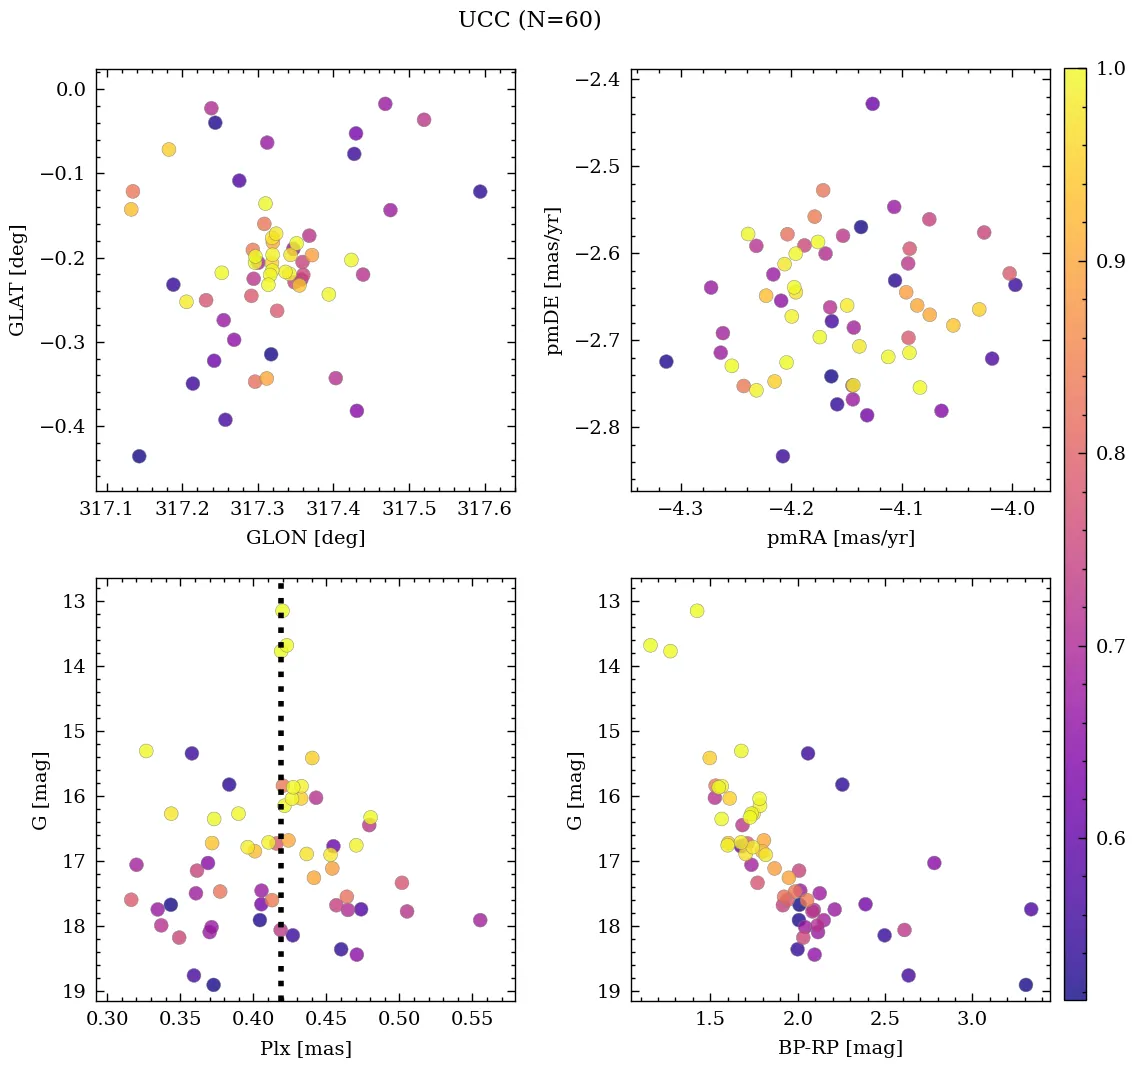 UCC (N=60)
0.0
−0.1
−0.2
−0.3
−0.4
GLAT [deg]
317.1 317.2 317.3 317.4 317.5 317.6
GLON [deg]
−2.4
−2.5
−2.6
−2.7
−2.8
pmDE [mas/yr]
−4.3 −4.2 −4.1 −4.0
pmRA [mas/yr]
1.0
0.9
0.8
0.7
0.6
13
14
15
16
17
18
19
G [mag]
0.30 0.35 0.40 0.45 0.50 0.55
Plx [mas]
13
14
15
16
17
18
19
G [mag]
1.5 2.0 2.5 3.0
BP-RP [mag]